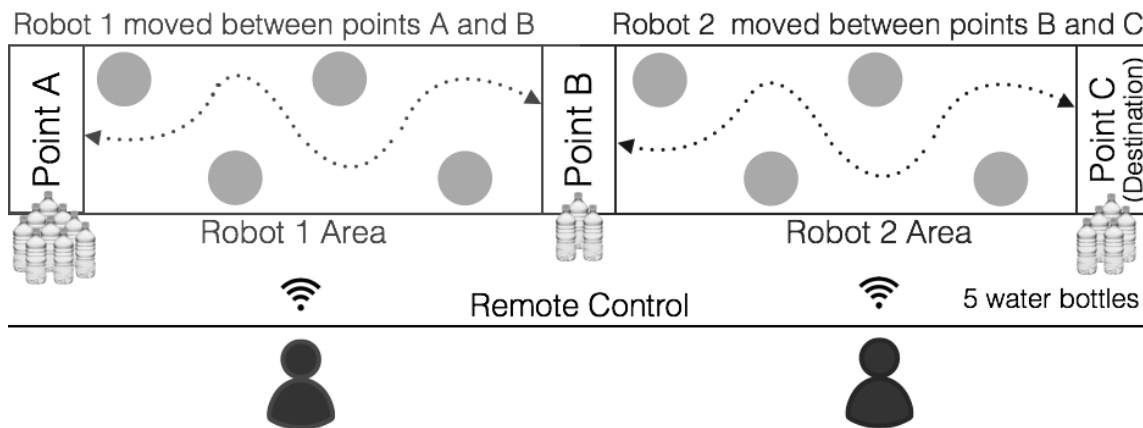 Robot 1 moved between points A and B
Robot 2 moved between points B and C
Point A
Point B
Point C
(Destination)
Robot 1 Area
Robot 2 Area
Remote Control
5 water bottles